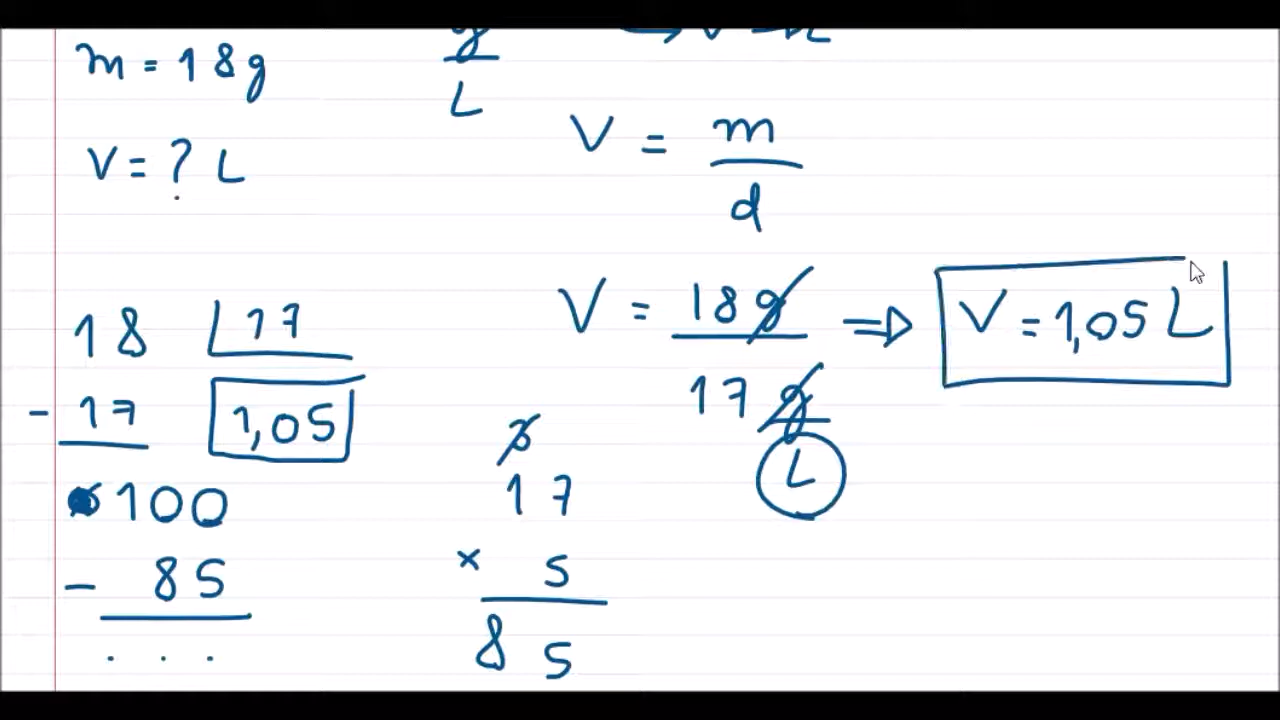 m = 18g
g
L
V = ? L
V = m
d
18 17
- 17 1,05
100
- 85
. . .
17
x 5
85
V = 18g => V = 1,05 L
17 g
L